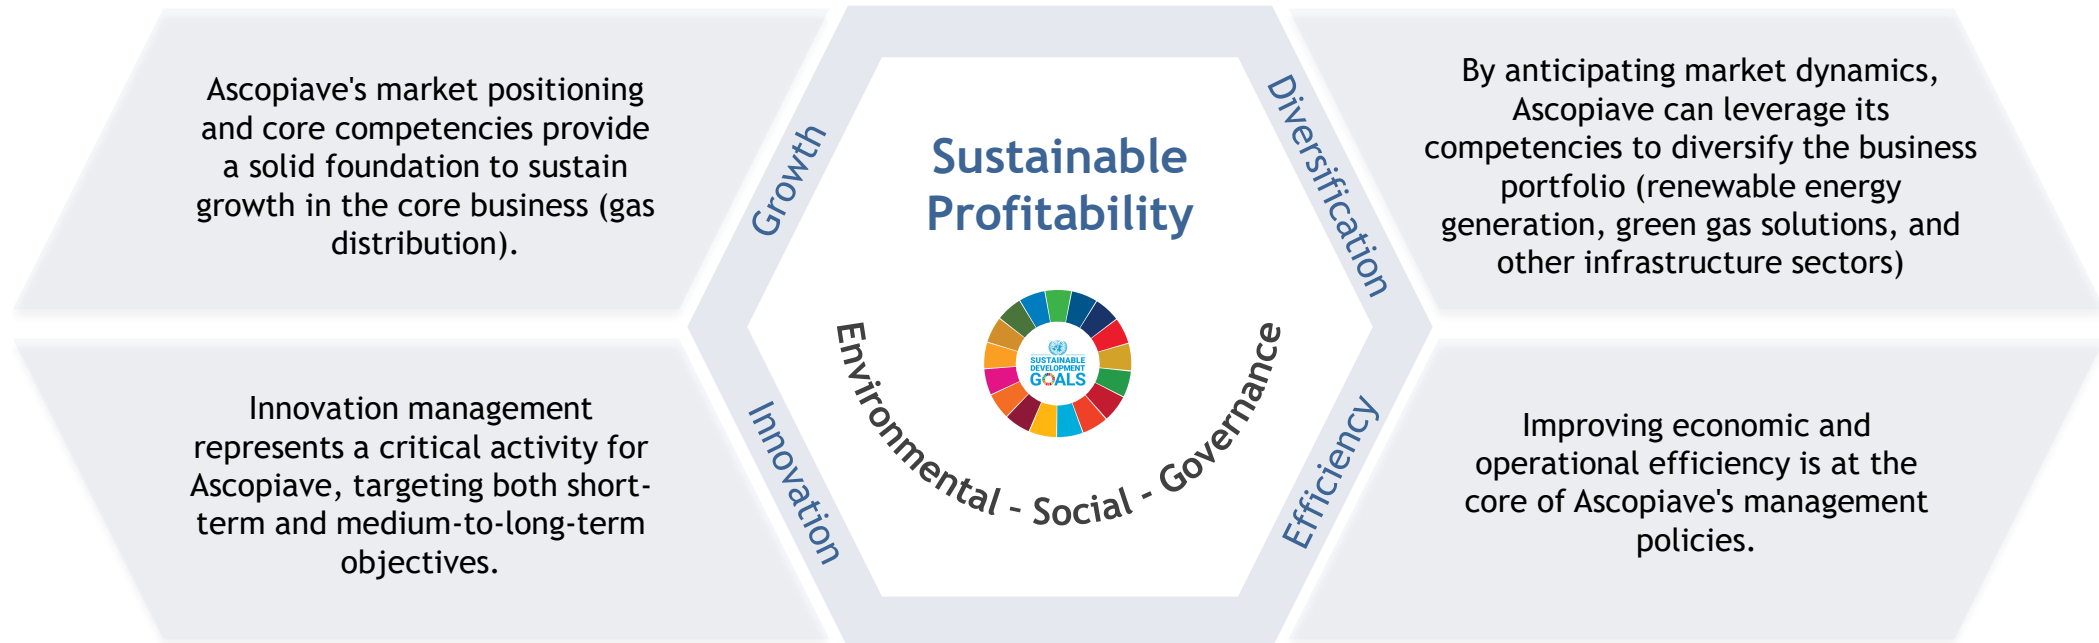 Ascopiave's market positioning
and core competencies provide
a solid foundation to sustain
growth in the core business (gas
distribution).
Growth
Sustainable
Profitability
Diversification
By anticipating market dynamics,
Ascopiave can leverage its
competencies to diversify the business
portfolio (renewable energy
generation, green gas solutions, and
other infrastructure sectors)
SUSTAINABLE
DEVELOPMENT
GOALS
Environmental – Social - Governance
Innovation management
represents a critical activity for
Ascopiave, targeting both short-
term and medium-to-long-term
objectives.
Innovation
Efficiency
Improving economic and
operational efficiency is at the
core of Ascopiave's management
policies.